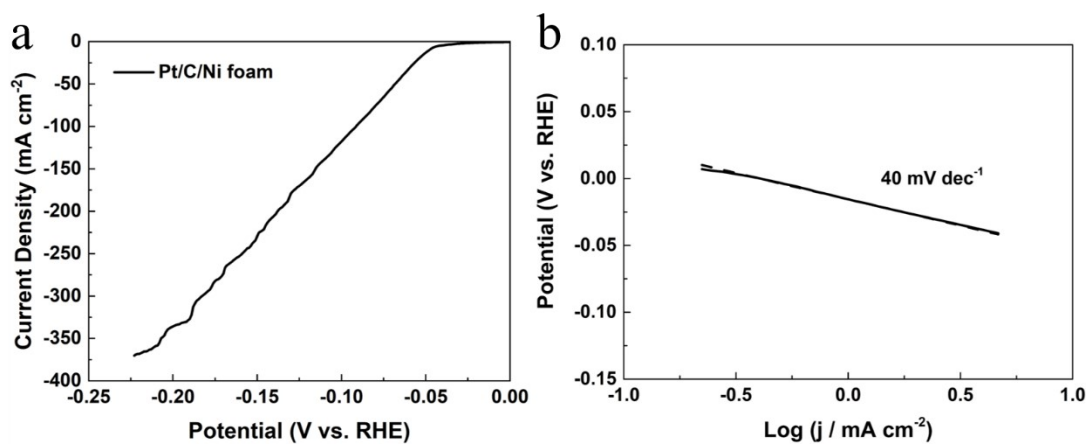 a
Pt/C/Ni foam
Current Density (mA cm⁻²)
0
-50
-100
-150
-200
-250
-300
-350
-400
-0.25 -0.20 -0.15 -0.10 -0.05 0.00
Potential (V vs. RHE)
b
40 mV dec⁻¹
Potential (V vs. RHE)
0.10
0.05
0.00
-0.05
-0.10
-0.15
-1.0 -0.5 0.0 0.5 1.0
Log (j / mA cm⁻²)